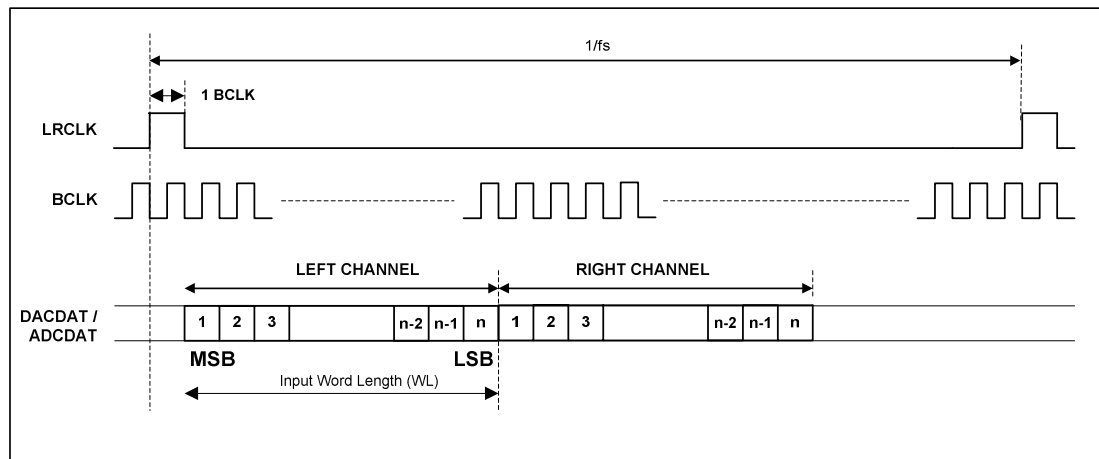 1/fs
1 BCLK
LRCLK
BCLK
LEFT CHANNEL
RIGHT CHANNEL
DACDAT /
ADCDAT
1 2 3 n-2 n-1 n 1 2 3 n-2 n-1 n
MSB
LSB
Input Word Length (WL)